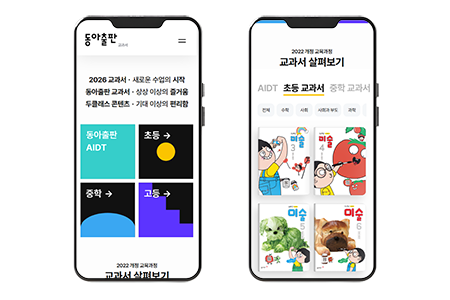 동아출판 교과서
2026 교과서 · 새로운 수업의 시작
동아출판 교과서 · 상상 이상의 즐거움
두클래스 콘텐츠 · 기대 이상의 편리함
동아출판
AIDT
초등 →
중학 →
고등 →
2022 개정 교육과정
교과서 살펴보기
2022 개정 교육과정
교과서 살펴보기
AIDT 초등 교과서 중학 교과서
전체 수학 사회 사회과 부도 과학
미술 3
미술 4
미술 5
미술 6